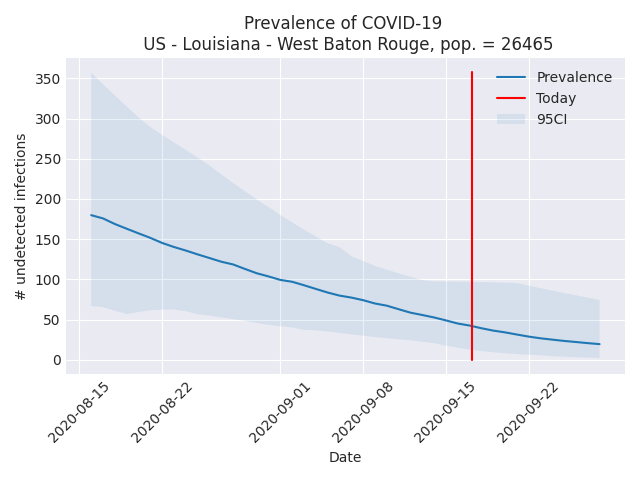 Prevalence of COVID-19
US - Louisiana - West Baton Rouge, pop. = 26465
350
300
250
200
150
100
50
0
# undetected infections
Prevalence
Today
95CI
2020-08-15
2020-08-22
2020-09-01
2020-09-08
2020-09-15
2020-09-22
Date